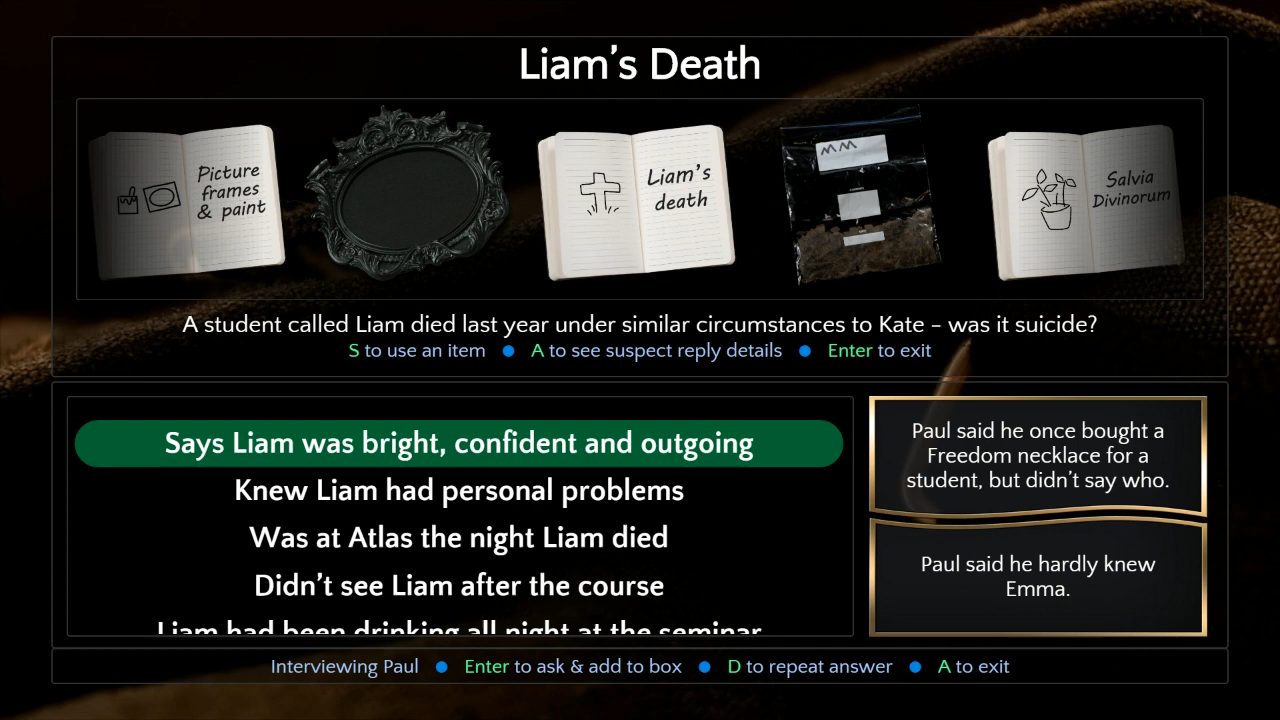 Liam's Death
Picture
frames
& paint
Liam's
death
MM
Salvia
Divinorum
A student called Liam died last year under similar circumstances to Kate – was it suicide?
S to use an item ● A to see suspect reply details ● Enter to exit
Says Liam was bright, confident and outgoing
Knew Liam had personal problems
Was at Atlas the night Liam died
Didn't see Liam after the course
Liam had been drinking all night at the seminar
Paul said he once bought a
Freedom necklace for a
student, but didn't say who.
Paul said he hardly knew
Emma.
Interviewing Paul ● Enter to ask & add to box ● D to repeat answer ● A to exit